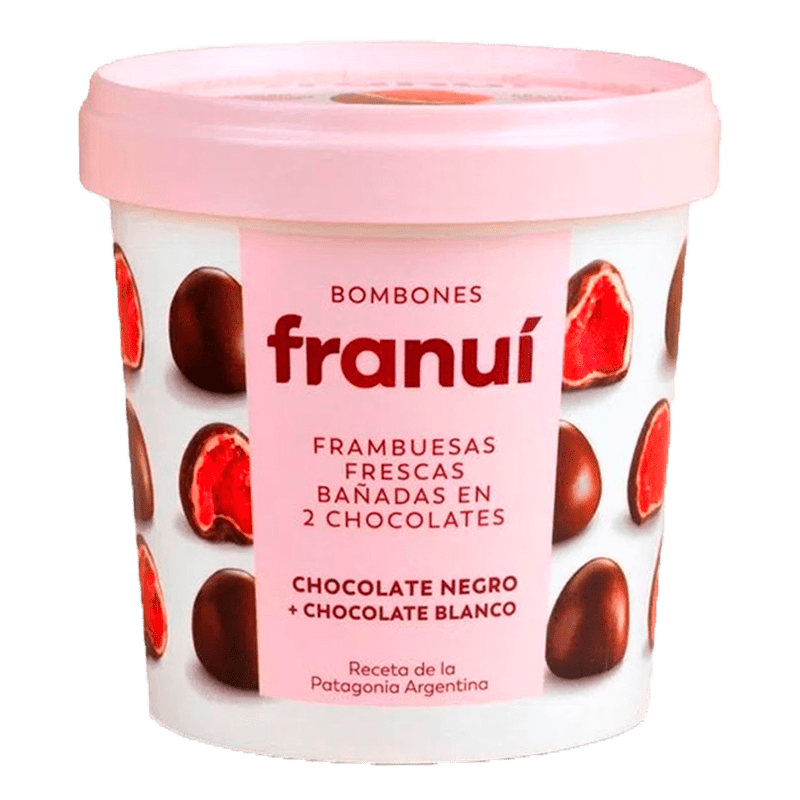 BOMBONES
franuí
FRAMBUESAS
FRESCAS
BAÑADAS EN
2 CHOCOLATES
CHOCOLATE NEGRO
+ CHOCOLATE BLANCO
Receta de la
Patagonia Argentina